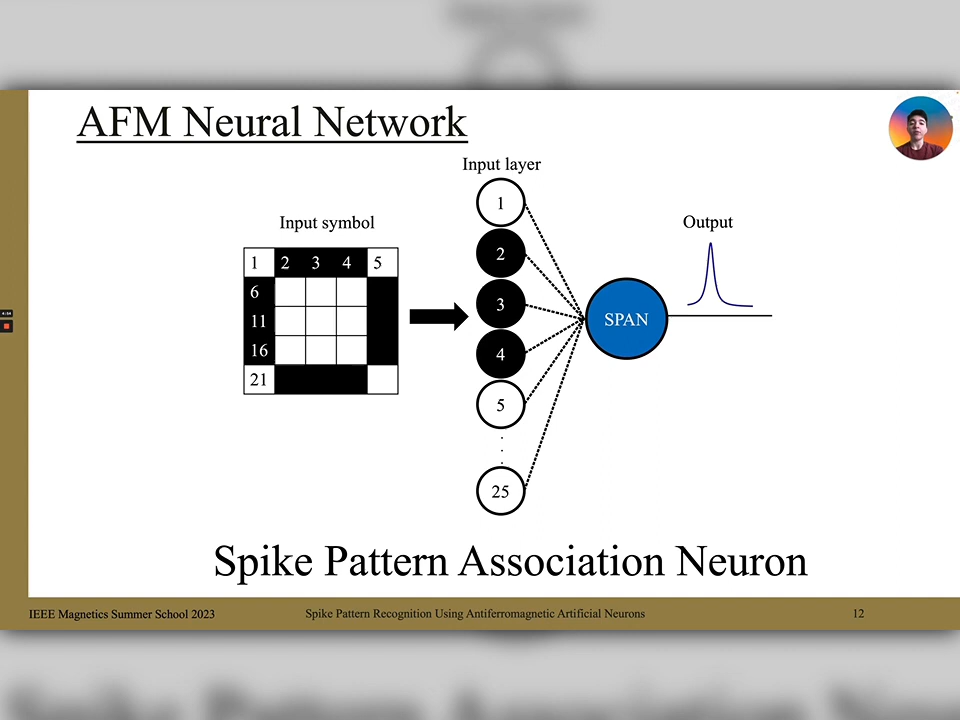 AFM Neural Network
Input layer
Input symbol
Output
1 2 3 4 5
6
11
16
21
1
2
3
4
5
25
SPAN
Spike Pattern Association Neuron
IEEE Magnetics Summer School 2023
Spike Pattern Recognition Using Antiferromagnetic Artificial Neurons
12